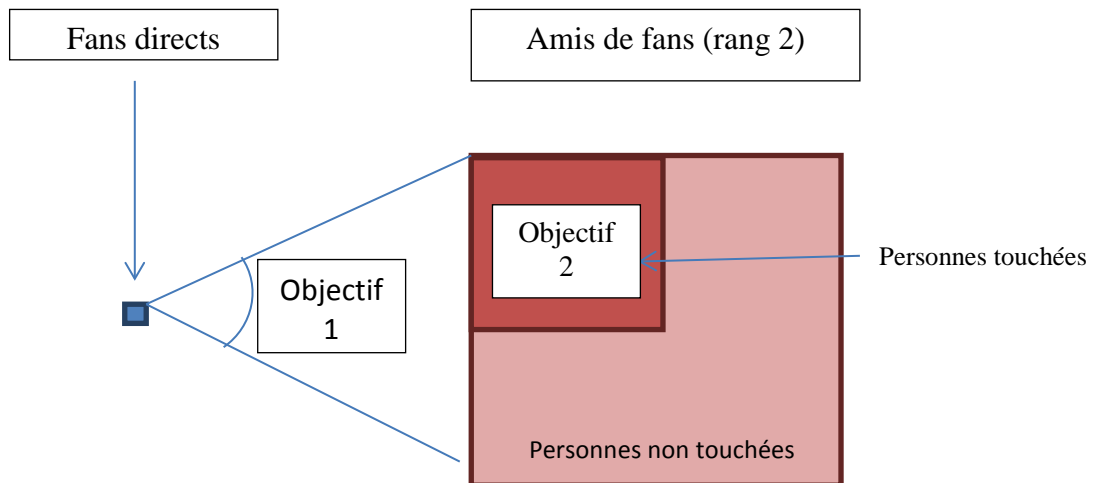 Fans directs
Amis de fans (rang 2)
Objectif
2
Personnes touchées
Objectif
1
Personnes non touchées